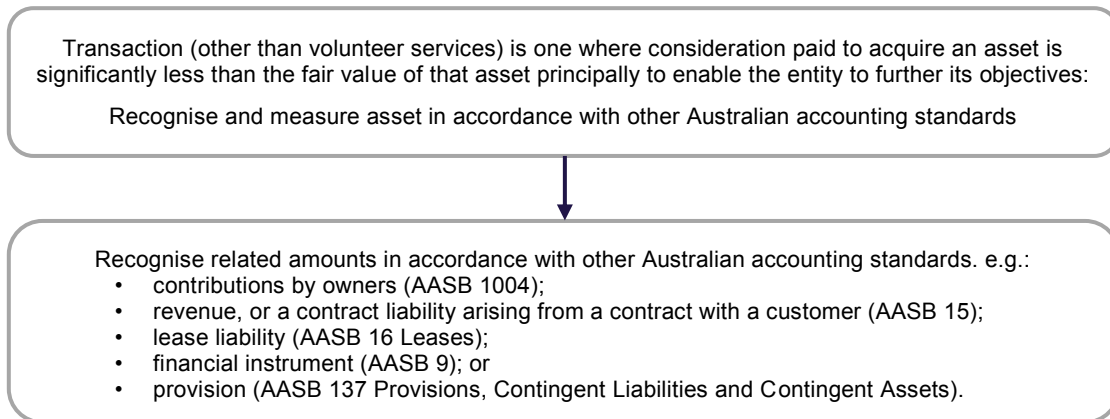 Transaction (other than volunteer services) is one where consideration paid to acquire an asset is
significantly less than the fair value of that asset principally to enable the entity to further its objectives:
Recognise and measure asset in accordance with other Australian accounting standards
Recognise related amounts in accordance with other Australian accounting standards. e.g.:
• contributions by owners (AASB 1004);
• revenue, or a contract liability arising from a contract with a customer (AASB 15);
• lease liability (AASB 16 Leases);
• financial instrument (AASB 9); or
• provision (AASB 137 Provisions, Contingent Liabilities and Contingent Assets).